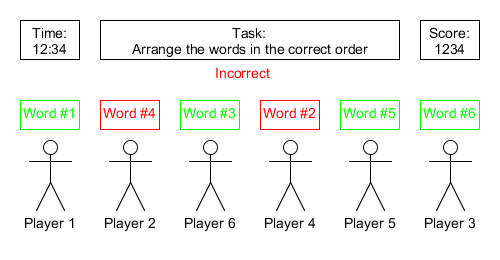 Time:
12:34
Task:
Arrange the words in the correct order
Score:
1234
Incorrect
Word #1
Word #4
Word #3
Word #2
Word #5
Word #6
Player 1
Player 2
Player 6
Player 4
Player 5
Player 3